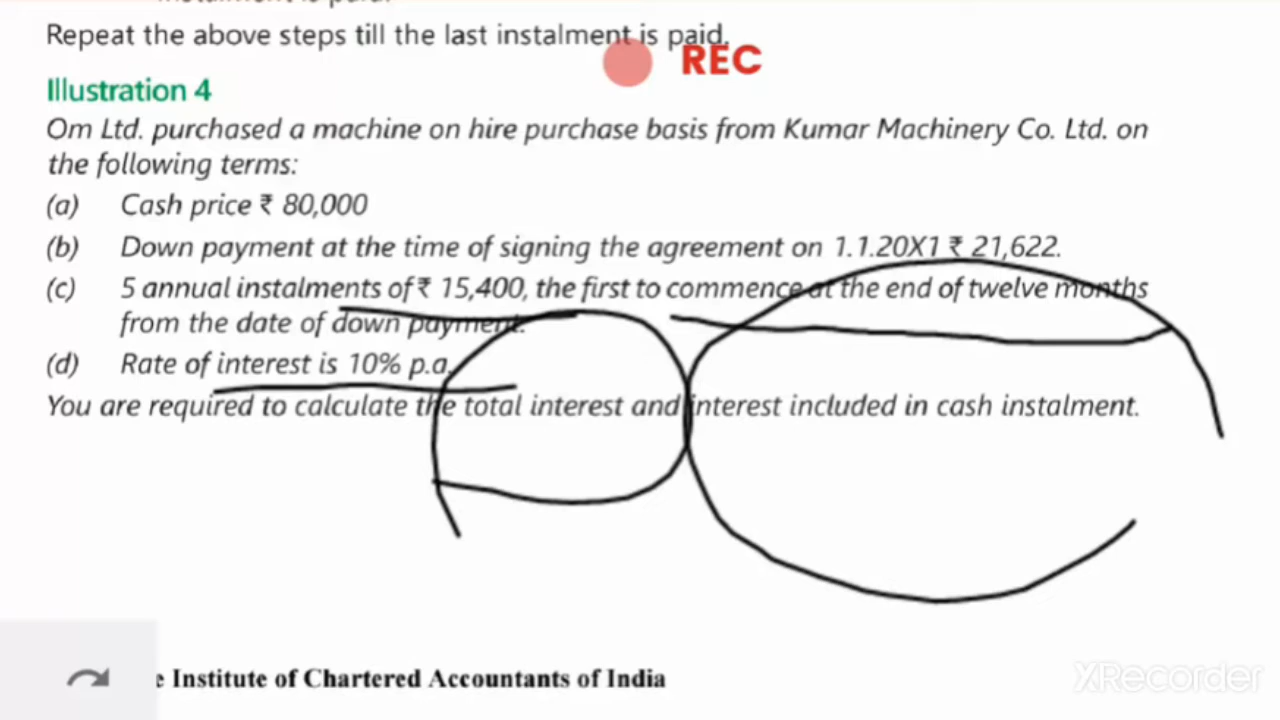 Repeat the above steps till the last instalment is paid.
REC
Illustration 4
Om Ltd. purchased a machine on hire purchase basis from Kumar Machinery Co. Ltd. on
the following terms:
(a) Cash price ₹ 80,000
(b) Down payment at the time of signing the agreement on 1.1.20X1 ₹ 21,622.
(c) 5 annual instalments of ₹ 15,400, the first to commence at the end of twelve months
from the date of down payment.
(d) Rate of interest is 10% p.a.
You are required to calculate the total interest and interest included in cash instalment.
e Institute of Chartered Accountants of India
XRecorder